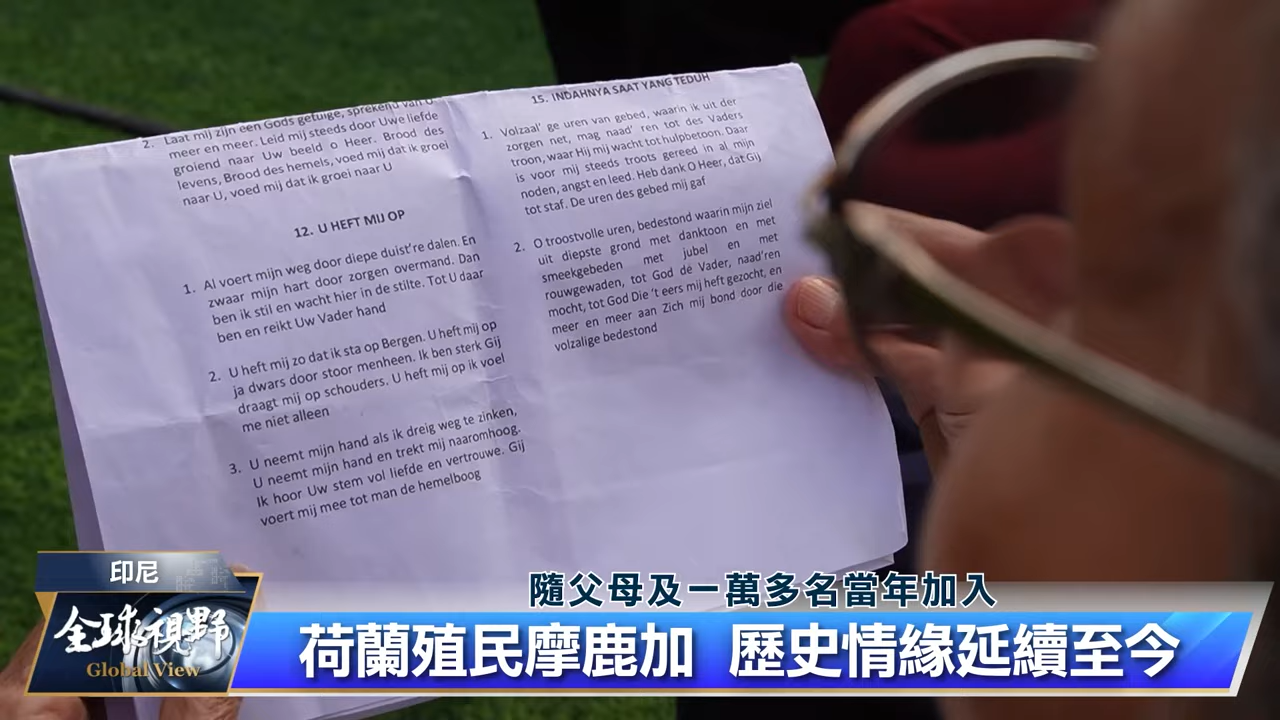 2. Laat mij zijn een Gods getuige, sprekend van U
meer en meer. Leid mij steeds door Uwe liefde
groeiend naar Uw beeld o Heer. Brood des
levens, Brood des hemels, voed mij dat ik groei
naar U, voed mij dat ik groei naar U
12. U HEFT MIJ OP
1. Al voert mijn weg door diepe duist're dalen. En
zwaar mijn hart door zorgen overmand. Dan
ben ik stil en wacht hier in de stilte. Tot U daar
ben en reikt Uw Vader hand
2. U heft mij zo dat ik sta op Bergen. U heft mij op
ja dwars door stoor menheen. Ik ben sterk Gij
draagt mij op schouders. U heft mij op ik voel
me niet alleen
3. U neemt mijn hand als ik dreig weg te zinken,
U neemt mijn hand en trekt mij naaromhoog.
Ik hoor Uw stem vol liefde en vertrouwe. Gij
voert mij mee tot man de hemelboog
15. INDAHNYA SAAT YANG TEDUH
1. Volzaal' ge uren van gebed, waarin ik uit der
zorgen net, mag naad' ren tot des Vaders
troon, waar Hij mij wacht tot hulpbetoon. Daar
is voor mij steeds troots gereed in al mijn
noden, angst en leed. Heb dank O Heer, dat Gij
tot staf. De uren des gebed mij gaf
2. O troostvolle uren, bedestond waarin mijn ziel
uit diepste grond met danktoon en met
smeekgebeden met jubel en met
rouwgewaden, tot God de Vader, naad'ren
mocht, tot God Die 't eers mij heft gezocht, en
meer en meer aan Zich mij bond door die
volzalige bedestond
印尼
全球視野
Global View
隨父母及一萬多名當年加入
荷蘭殖民摩鹿加 歷史情緣延續至今